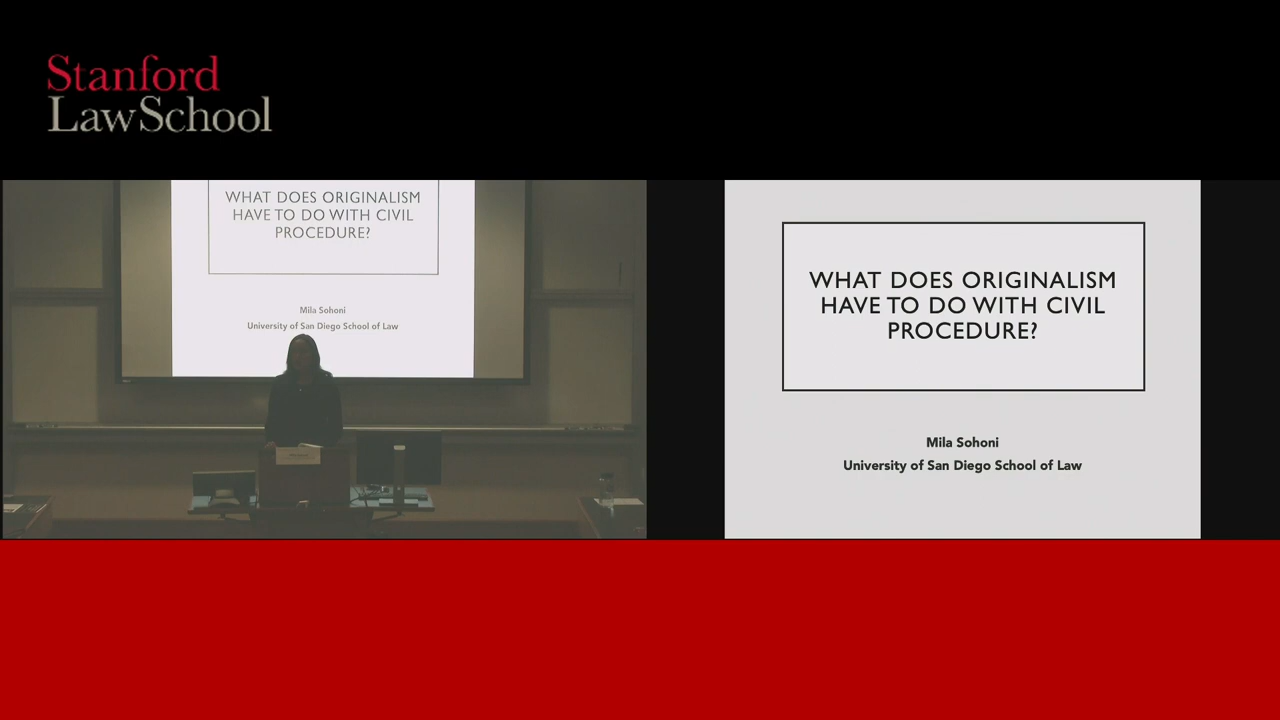 Stanford
LawSchool
WHAT DOES ORIGINALISM
HAVE TO DO WITH CIVIL
PROCEDURE?
Mila Sohoni
University of San Diego School of Law
WHAT DOES ORIGINALISM
HAVE TO DO WITH CIVIL
PROCEDURE?
Mila Sohoni
University of San Diego School of Law